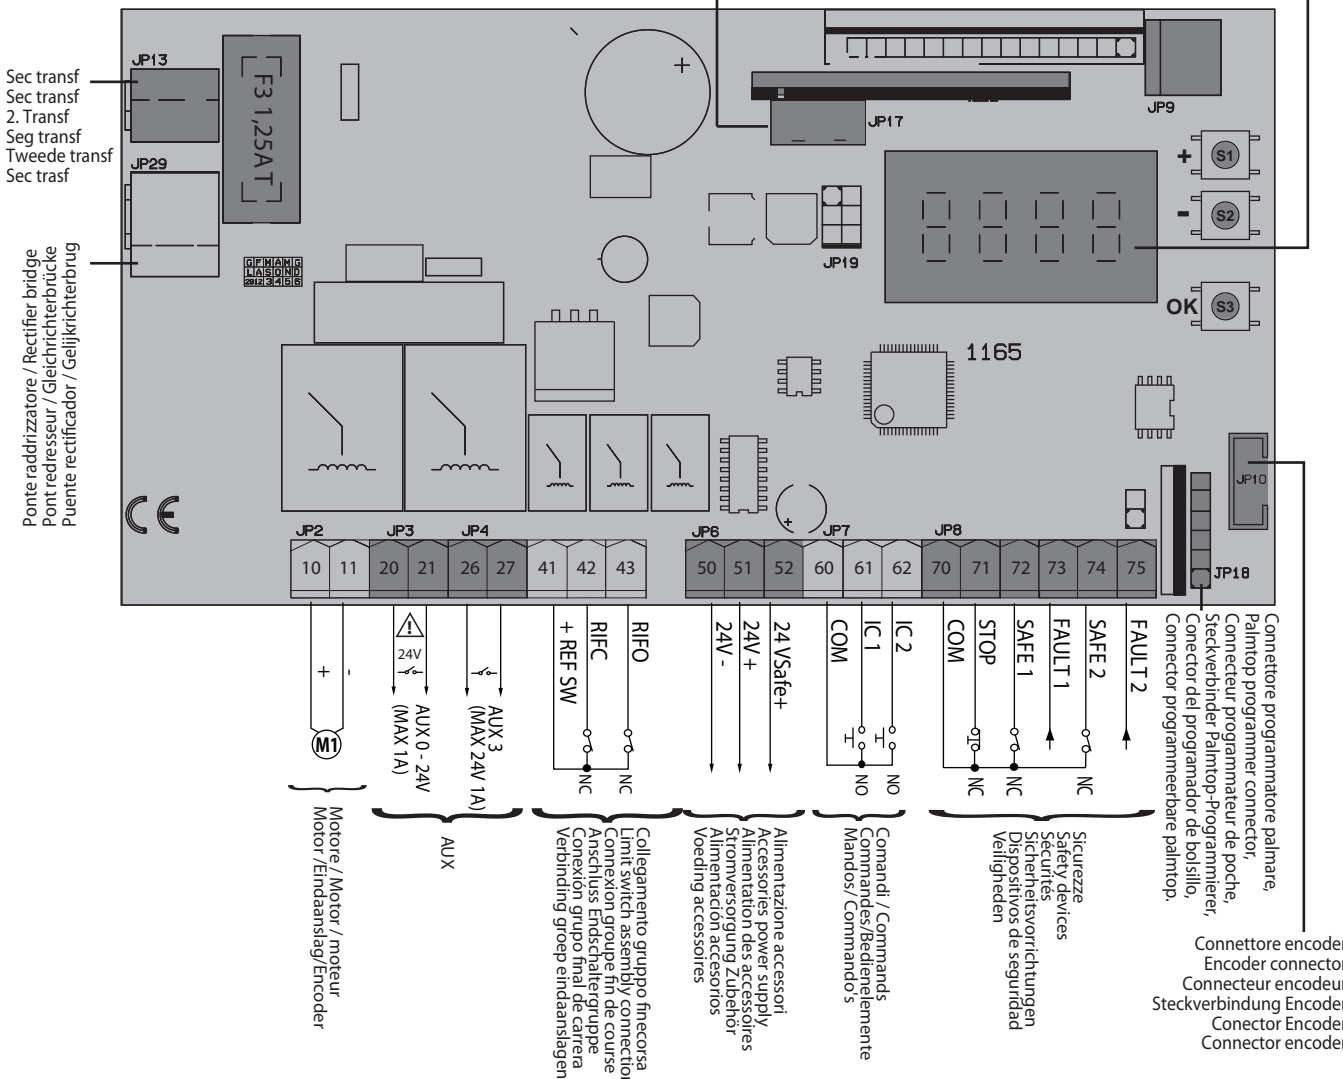 Sec transf
Sec transf
2. Transf
Seg transf
Tweede transf
Sec trasf
JP13
F3 1,25AT
JP29
JP17
JP9
+
S1
-
S2
JP19
OK
S3
Ponte raddrizzatore / Rectifier bridge
Pont redresseur / Gleichrichterbrücke
Puente rectificador / Gelijkrichterbrug
GFMAMG
LASOND
2012 3456
1165
CE
JP10
JP18
JP2
JP3
JP4
JP6
JP7
JP8
10 11 20 21 26 27 41 42 43 50 51 52 60 61 62 70 71 72 73 74 75
+
-
M1
24V
AUX 0 - 24V
(MAX 1A)
AUX 3
(MAX 24V 1A)
+ REF SW
RIFC
RIFO
NC
NC
24V -
24V +
24 VSafe+
COM
IC 1
IC 2
NO
NO
COM
STOP
SAFE 1
FAULT 1
SAFE 2
FAULT 2
NC
NC
NC
Motore / Motor / moteur
Motor /Eindaanslag/Encoder
AUX
Collegamento gruppo finecorsa
Limit switch assembly connection
Connexion groupe fin de course
Anschluss Endschaltergruppe
Conexión grupo final de carrera
Verbinding groep eindaanslagen
Alimentazione accessori
Accessories power supply
Alimentation des accessoires
Stromversorgung Zubehör
Alimentación accesorios
Voeding accessoires
Comandi / Commands
Commandes/Bedienelemente
Mandos/ Commando's
Sicurezze
Safety devices
Sécurités
Sicherheitsvorrichtungen
Dispositivos de seguridad
Veiligheden
Connettore programmatore palmare,
Palmtop programmer connector,
Connecteur programmateur de poche,
Steckverbinder Palmtop-Programmierer,
Conector del programador de bolsillo,
Connector programmeerbare palmtop.
Connettore encoder
Encoder connector
Connecteur encodeur
Steckverbindung Encoder
Conector Encoder
Connector encoder